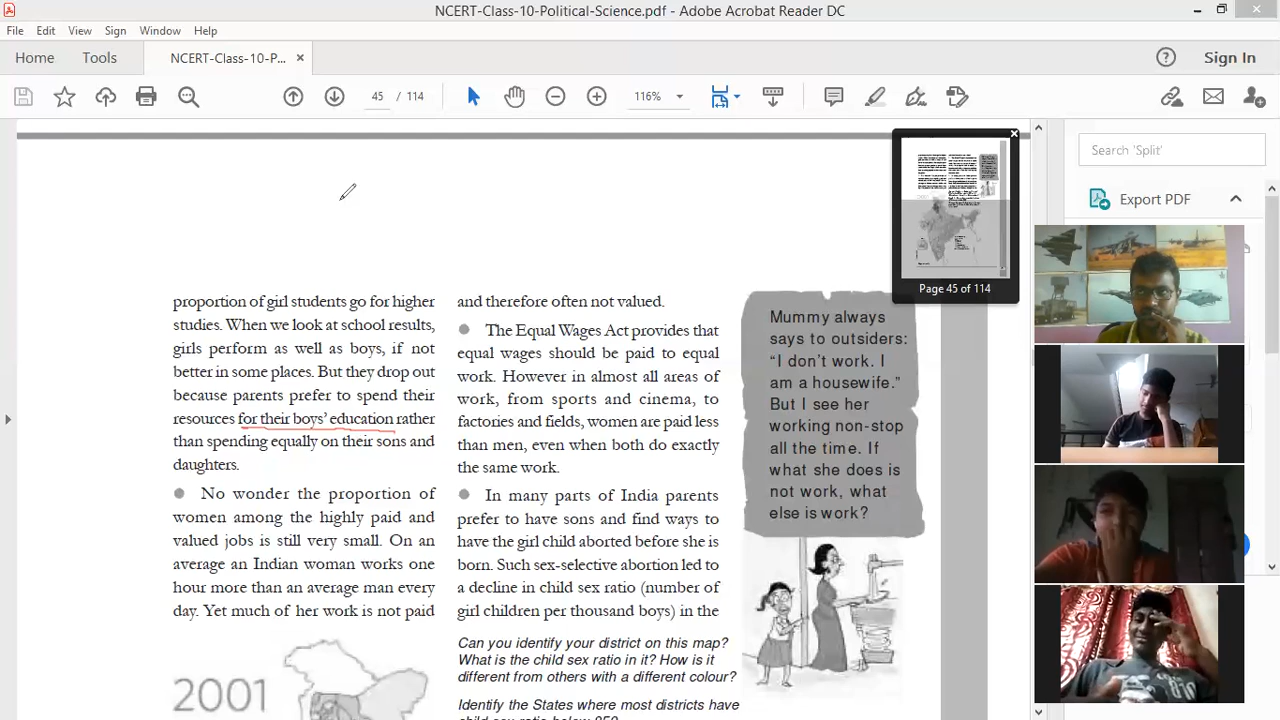 NCERT-Class-10-Political-Science.pdf - Adobe Acrobat Reader DC
File Edit View Sign Window Help
Home Tools NCERT-Class-10-P... × Sign In
45 / 114 116%
Search 'Split'
Export PDF
Page 45 of 114
proportion of girl students go for higher
studies. When we look at school results,
girls perform as well as boys, if not
better in some places. But they drop out
because parents prefer to spend their
resources for their boys' education rather
than spending equally on their sons and
daughters.
No wonder the proportion of
women among the highly paid and
valued jobs is still very small. On an
average an Indian woman works one
hour more than an average man every
day. Yet much of her work is not paid
2001
and therefore often not valued.
The Equal Wages Act provides that
equal wages should be paid to equal
work. However in almost all areas of
work, from sports and cinema, to
factories and fields, women are paid less
than men, even when both do exactly
the same work.
In many parts of India parents
prefer to have sons and find ways to
have the girl child aborted before she is
born. Such sex-selective abortion led to
a decline in child sex ratio (number of
girl children per thousand boys) in the
Can you identify your district on this map?
What is the child sex ratio in it? How is it
different from others with a different colour?
Identify the States where most districts have
child sex ratio below 850.
Mummy always
says to outsiders:
“I don't work. I
am a housewife.”
But I see her
working non-stop
all the time. If
what she does is
not work, what
else is work?